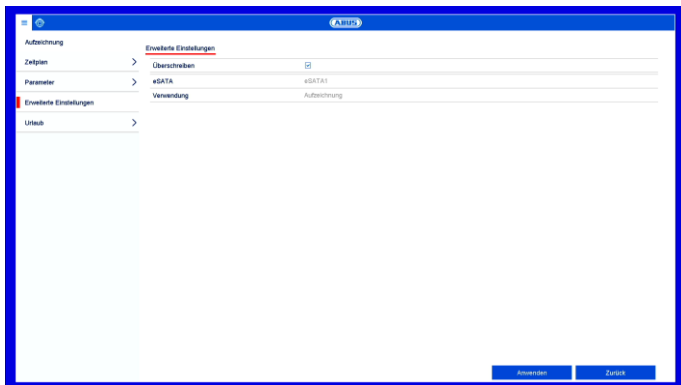 ABUS
Aufzeichnung
Zeitplan
Parameter
Erweiterte Einstellungen
Urlaub
Erweiterte Einstellungen
Überschreiben
eSATA eSATA1
Verwendung Aufzeichnung
Anwenden Zurück